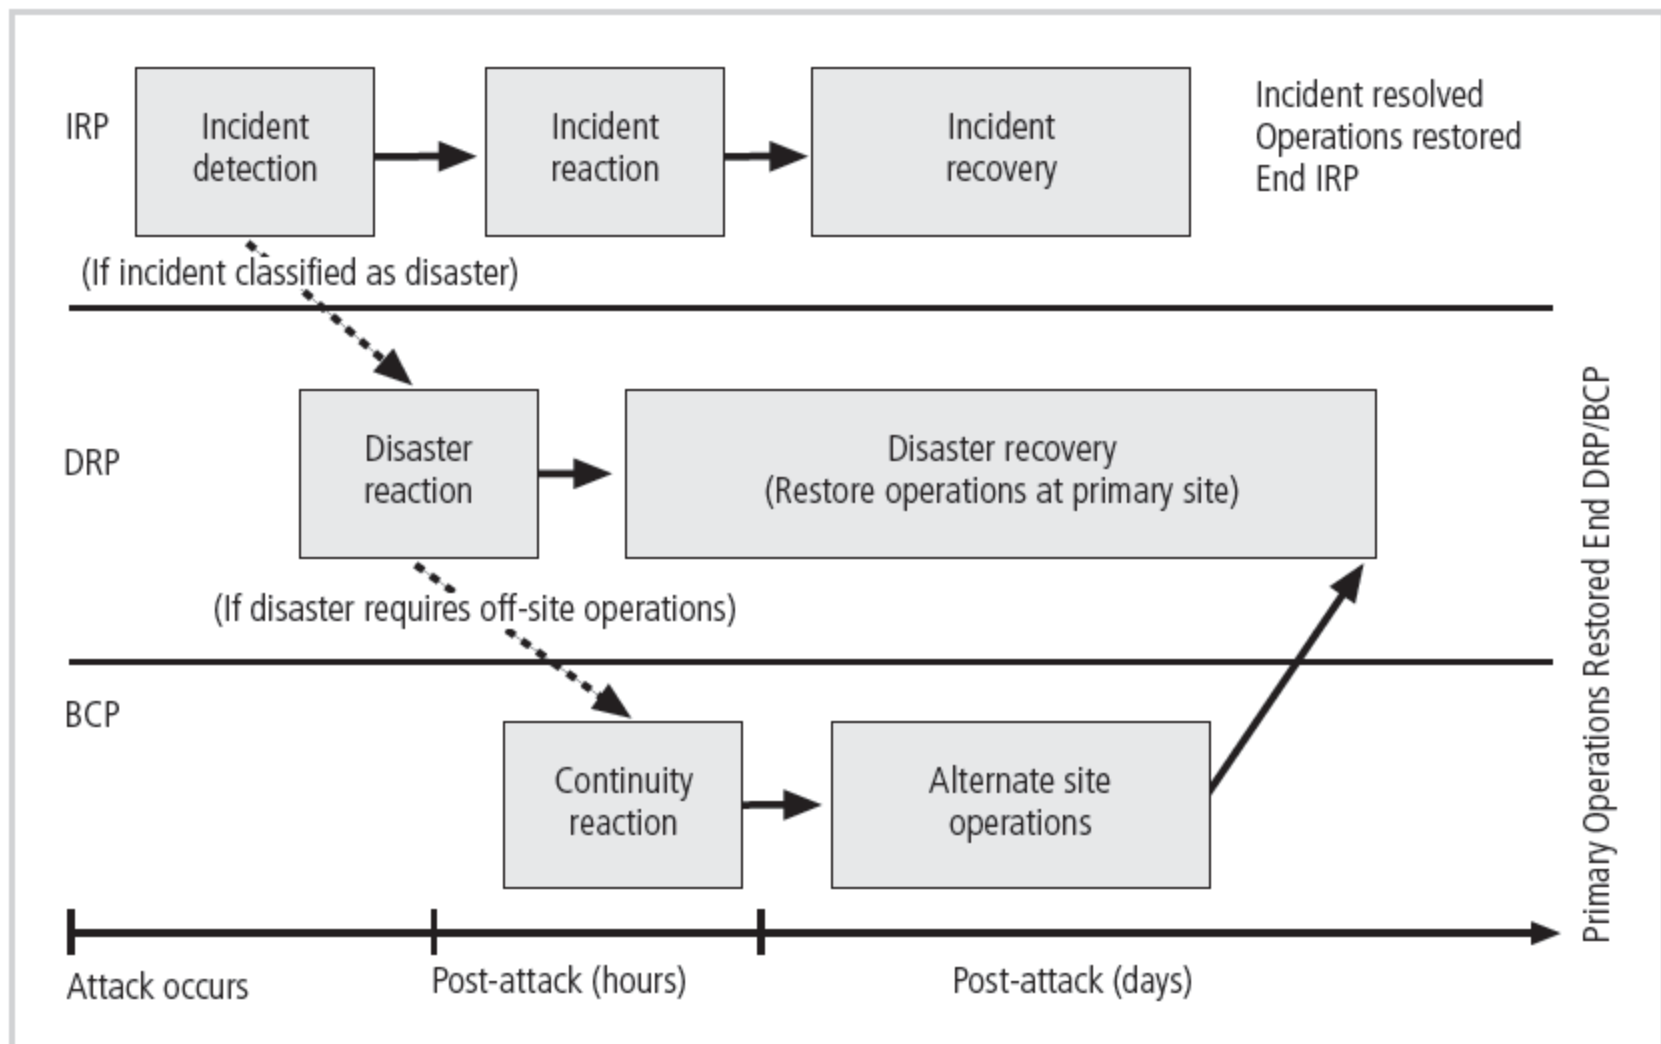 IRP
Incident
detection
Incident
reaction
Incident
recovery
Incident resolved
Operations restored
End IRP
(If incident classified as disaster)
DRP
Disaster
reaction
Disaster recovery
(Restore operations at primary site)
(If disaster requires off-site operations)
BCP
Continuity
reaction
Alternate site
operations
Primary Operations Restored End DRP/BCP
Attack occurs
Post-attack (hours)
Post-attack (days)